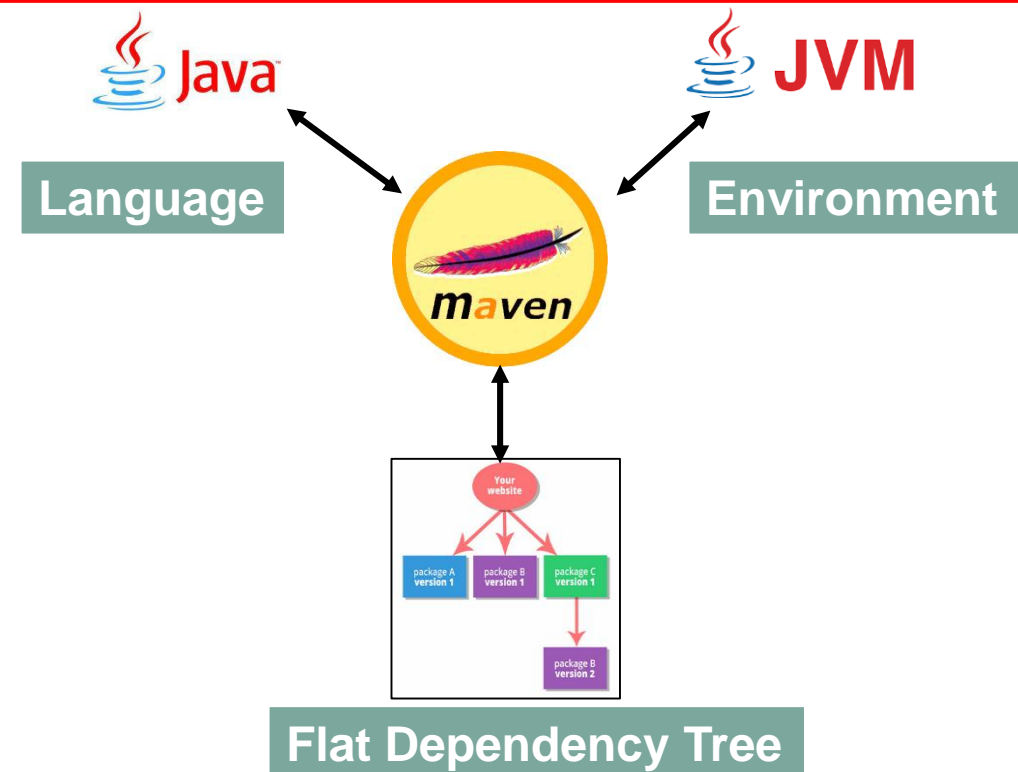 Java™
JVM
Language
Environment
maven
Your
website
package A
version 1
package B
version 1
package C
version 1
package B
version 2
Flat Dependency Tree